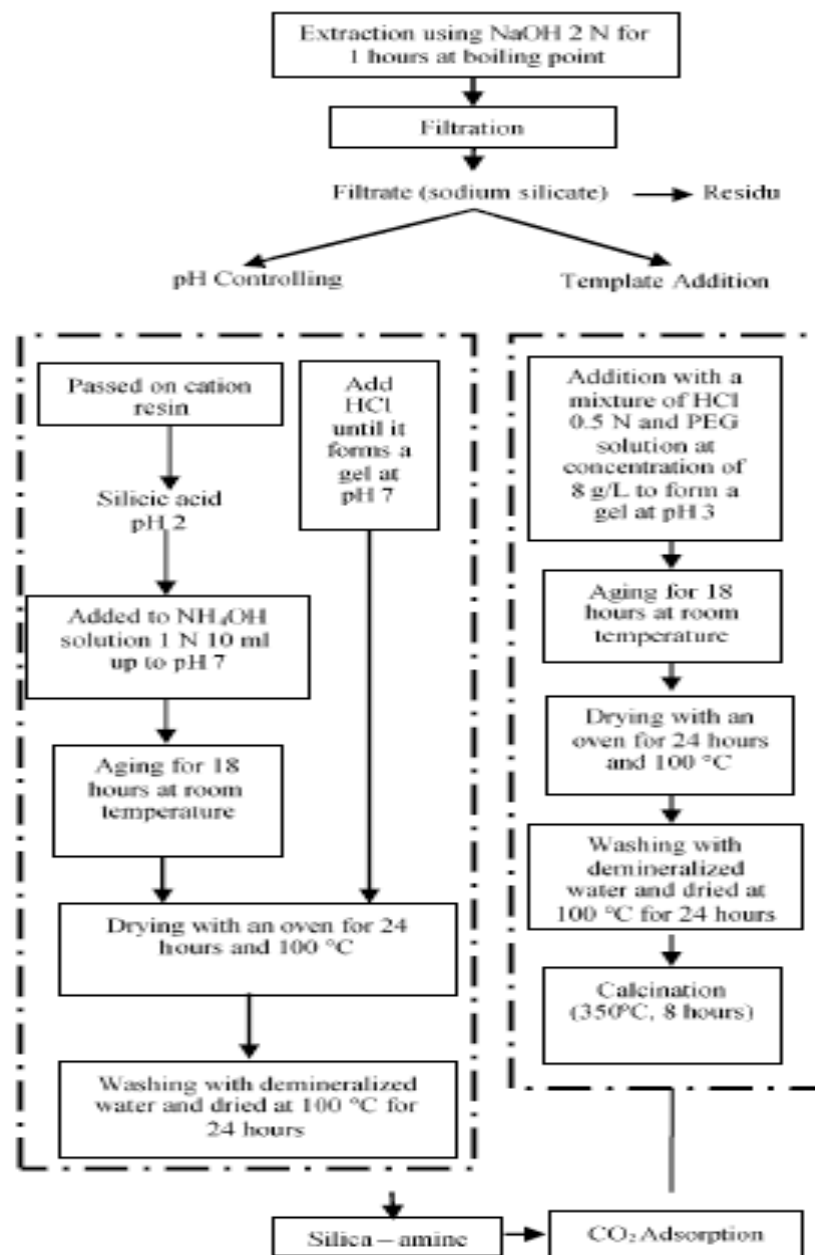 Extraction using NaOH 2 N for
1 hours at boiling point
Filtration
Filtrate (sodium silicate)
Residu
pH Controlling
Template Addition
Passed on cation
resin
Silicic acid
pH 2
Added to NH₄OH
solution 1 N 10 ml
up to pH 7
Aging for 18
hours at room
temperature
Add
HCl
until it
forms a
gel at
pH 7
Drying with an oven for 24
hours and 100 °C
Washing with demineralized
water and dried at 100 °C for
24 hours
Addition with a
mixture of HCl
0.5 N and PEG
solution at
concentration of
8 g/L to form a
gel at pH 3
Aging for 18
hours at room
temperature
Drying with an
oven for 24 hours
and 100 °C
Washing with
demineralized
water and dried at
100 °C for 24 hours
Calcination
(350°C, 8 hours)
Silica – amine
CO₂ Adsorption